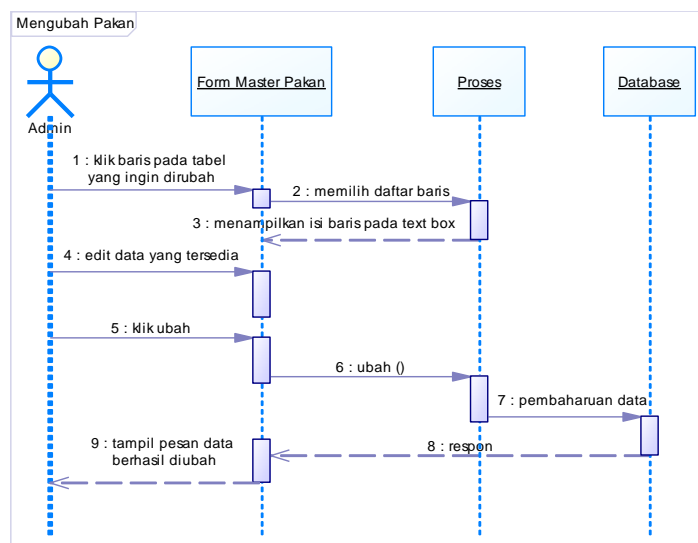 Mengubah Pakan
Form Master Pakan
Proses
Database
Admin
1 : klik baris pada tabel
yang ingin dirubah
2 : memilih daftar baris
3 : menampilkan isi baris pada text box
4 : edit data yang tersedia
5 : klik ubah
6 : ubah ()
7 : pembaharuan data
8 : respon
9 : tampil pesan data
berhasil diubah